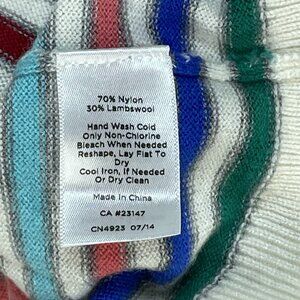 70% Nylon
30% Lambswool
Hand Wash Cold
Only Non-Chlorine
Bleach When Needed
Reshape, Lay Flat To
Dry
Cool Iron, If Needed
Or Dry Clean
Made In China
CA #23147
CN4923 07/14